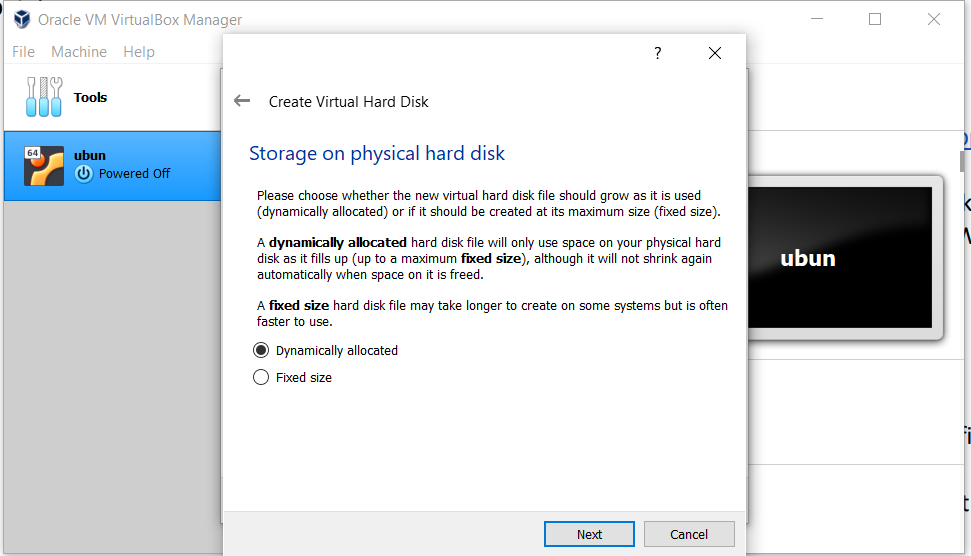 Oracle VM VirtualBox Manager
File Machine Help
?
Create Virtual Hard Disk
Tools
64
ubun
Powered Off
Storage on physical hard disk
Please choose whether the new virtual hard disk file should grow as it is used
(dynamically allocated) or if it should be created at its maximum size (fixed size).
A dynamically allocated hard disk file will only use space on your physical hard
disk as it fills up (up to a maximum fixed size), although it will not shrink again
automatically when space on it is freed.
A fixed size hard disk file may take longer to create on some systems but is often
faster to use.
Dynamically allocated
Fixed size
Next Cancel
ubun